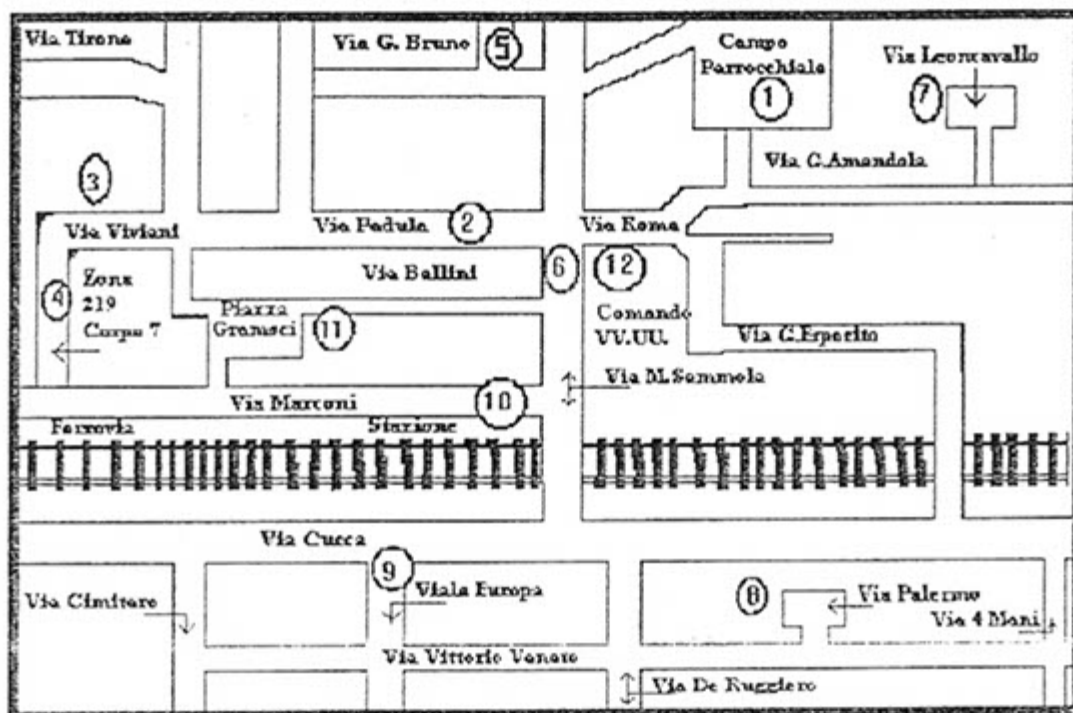 Via Tirone
Via G. Bruno
5
Campo
Parrocchiale
1
Via Leoncavallo
7
Via G.Amendola
3
Via Viviani
Via Padula
2
Via Roma
4
Zona
219
Corpo 7
Via Ballini
6
12
Piazza
Gramsci
11
Comando
VV.UU.
Via G.Esposito
Via M.Sommola
Via Marconi
10
Ferrovia
Stazione
Via Cucca
9
Via Cimitero
Viale Europa
8
Via Palermo
Via 4 Mani
Via Vittorio Veneto
Via De Ruggiero